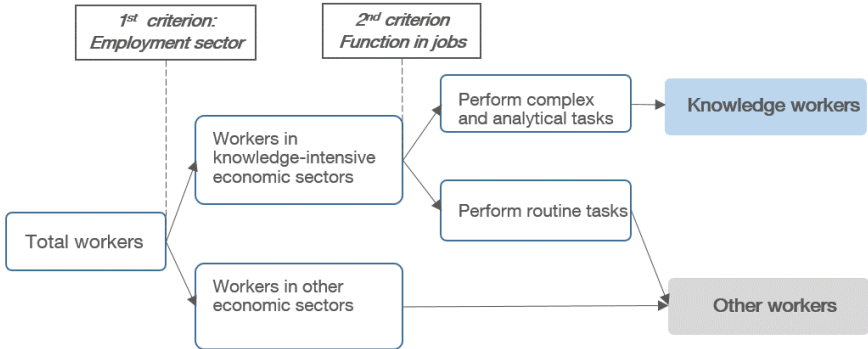 1st criterion:
Employment sector
2nd criterion
Function in jobs
Perform complex
and analytical tasks
Knowledge workers
Workers in
knowledge-intensive
economic sectors
Perform routine tasks
Total workers
Workers in other
economic sectors
Other workers